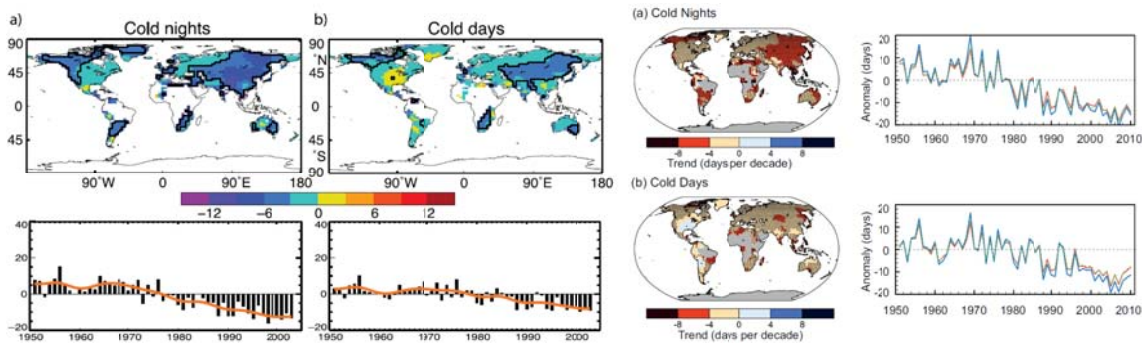 a) Cold nights
90
45
0
45
90°W 0 90°E
b) Cold days
90
°N
45
0
45
°S
90
90°W 0 90°E 180
−12 −6 0 6 12
40
20
0
−20
1950 1960 1970 1980 1990 2000
40
20
0
−20
1950 1960 1970 1980 1990 2000
(a) Cold Nights
-8 -4 0 4 8
Trend (days per decade)
Anomaly (days)
20
10
0
-10
-20
1950 1960 1970 1980 1990 2000 2010
(b) Cold Days
-8 -4 0 4 8
Trend (days per decade)
Anomaly (days)
20
10
0
-10
-20
1950 1960 1970 1980 1990 2000 2010